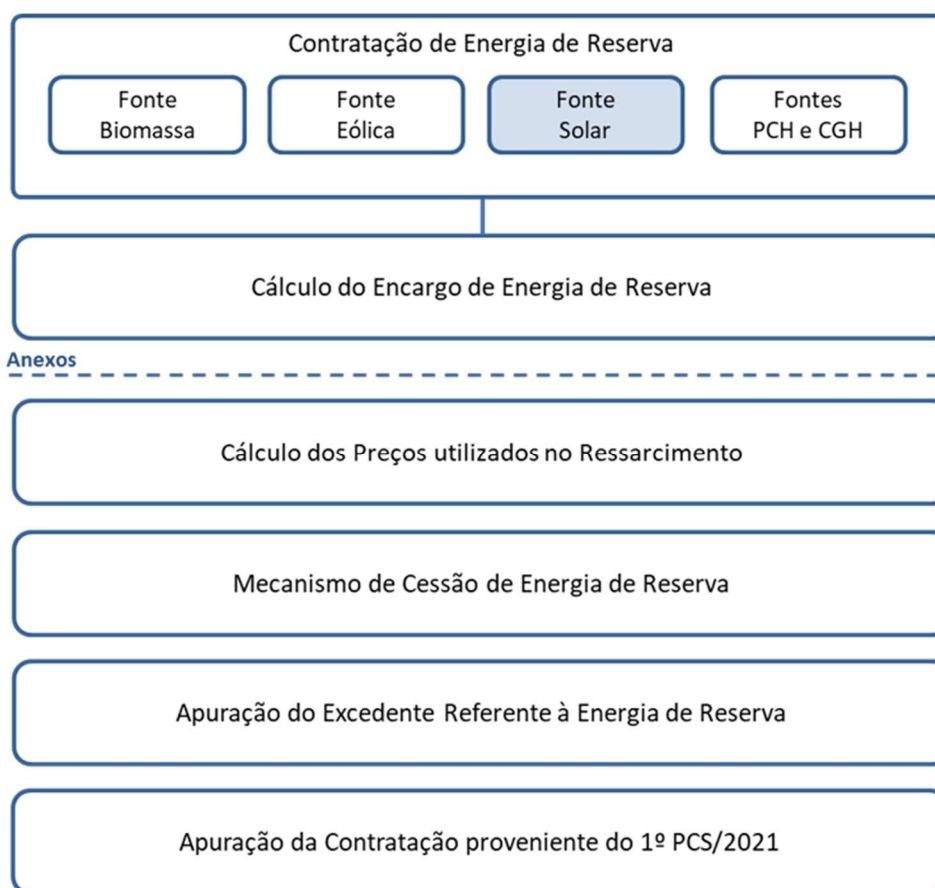 Contratação de Energia de Reserva
Fonte
Biomassa
Fonte
Eólica
Fonte
Solar
Fontes
PCH e CGH
Cálculo do Encargo de Energia de Reserva
Anexos
Cálculo dos Preços utilizados no Ressarcimento
Mecanismo de Cessão de Energia de Reserva
Apuração do Excedente Referente à Energia de Reserva
Apuração da Contratação proveniente do 1º PCS/2021